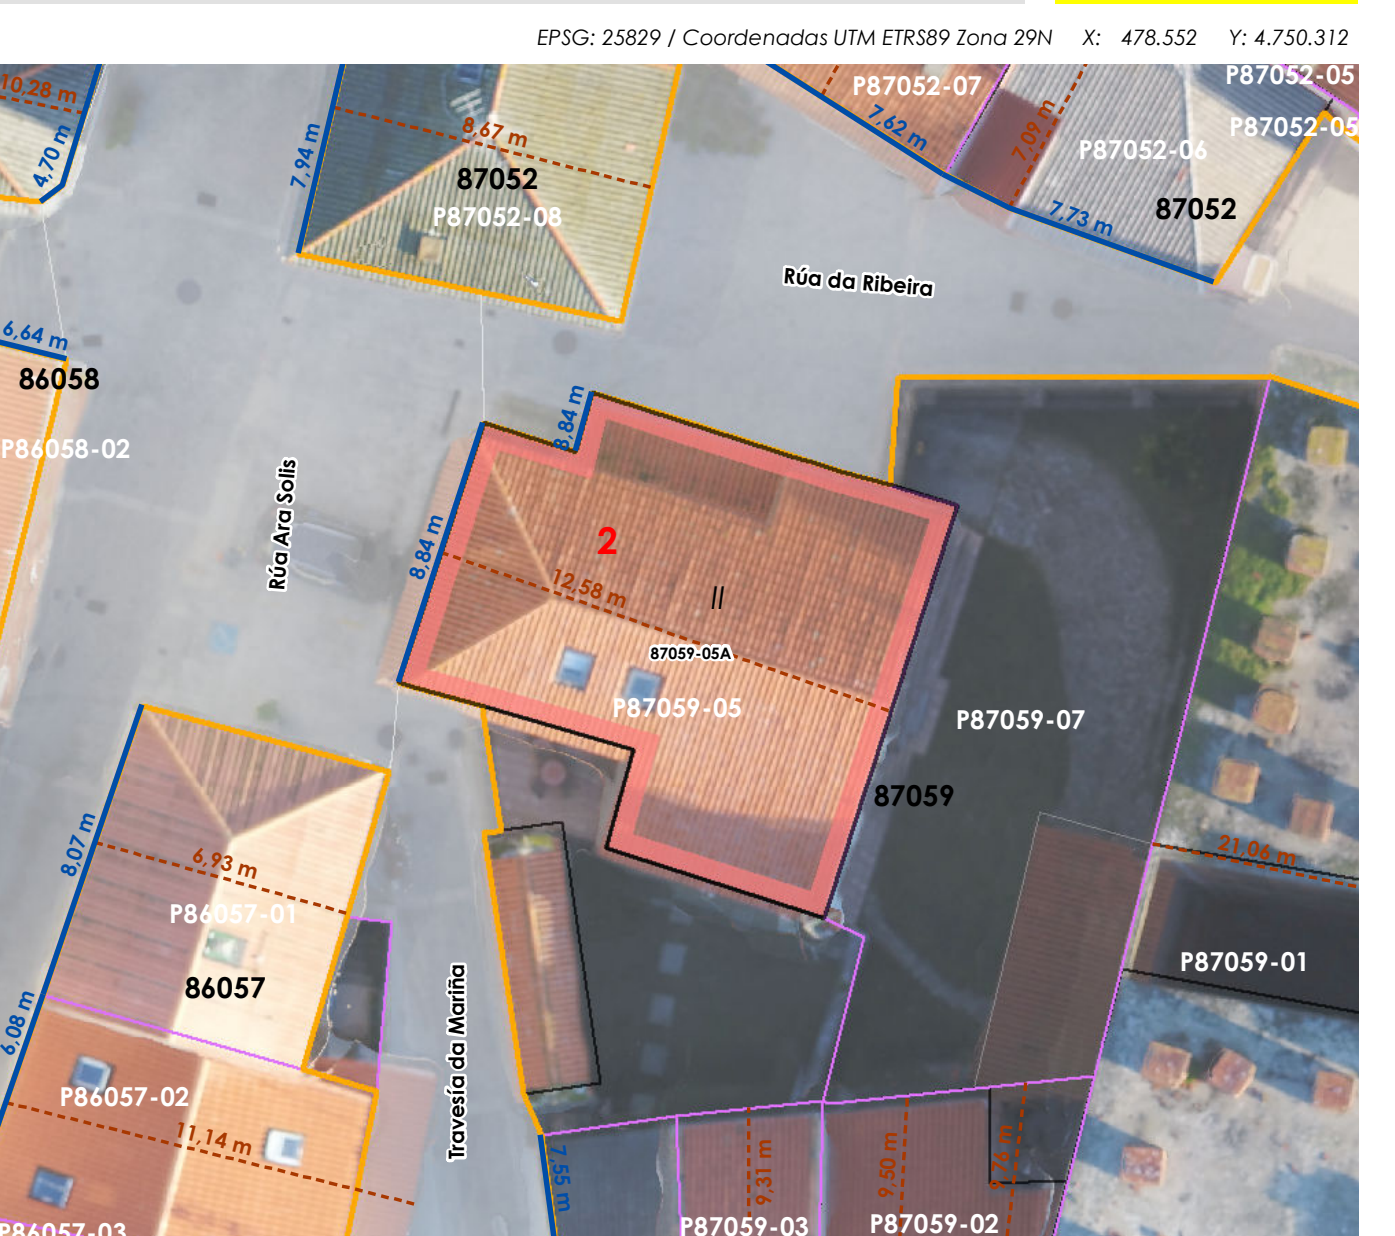 EPSG: 25829 / Coordenadas UTM ETRS89 Zona 29N X: 478.552 Y: 4.750.312
10,28 m
4,70 m
7,94 m
8,67 m
87052
P87052-08
P87052-07
7,62 m
7,09 m
P87052-05
P87052-05
P87052-06
87052
7,73 m
Rúa da Ribeira
6,64 m
86058
P86058-02
Rúa Ara Solis
8,84 m
8,84 m
2
12,58 m
II
87059-05A
P87059-05
P87059-07
87059
8,07 m
6,93 m
P86057-01
86057
6,08 m
P86057-02
11,14 m
P86057-03
Travesía da Mariña
21,06 m
P87059-01
7,55 m
9,31 m
9,50 m
9,76 m
P87059-03
P87059-02